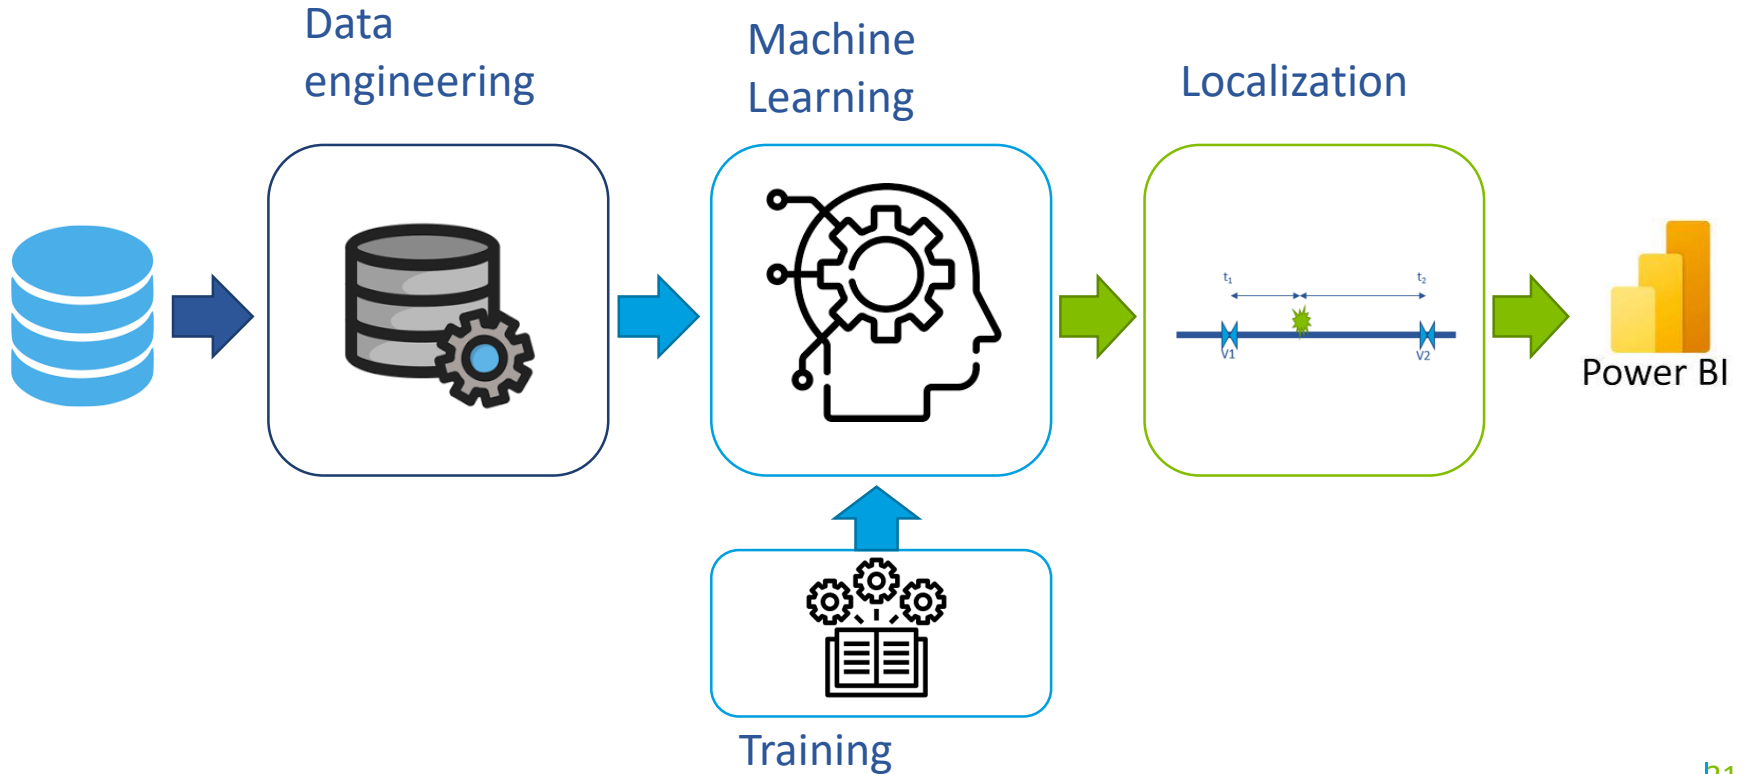 Data
engineering
Machine
Learning
Localization
t₁
t₂
V1
V2
Power BI
Training